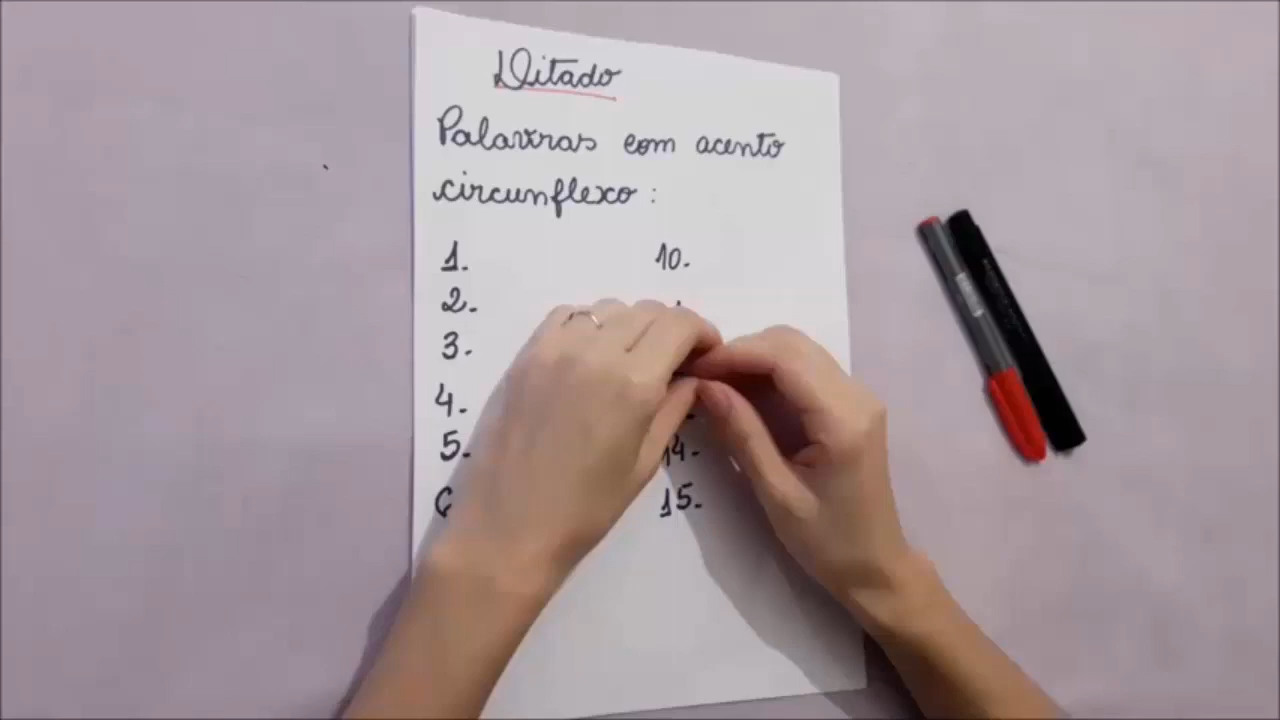 Ditado
Palavras com acento
circunflexo:
1.
10.
2.
3.
4.
5.
14.
15.